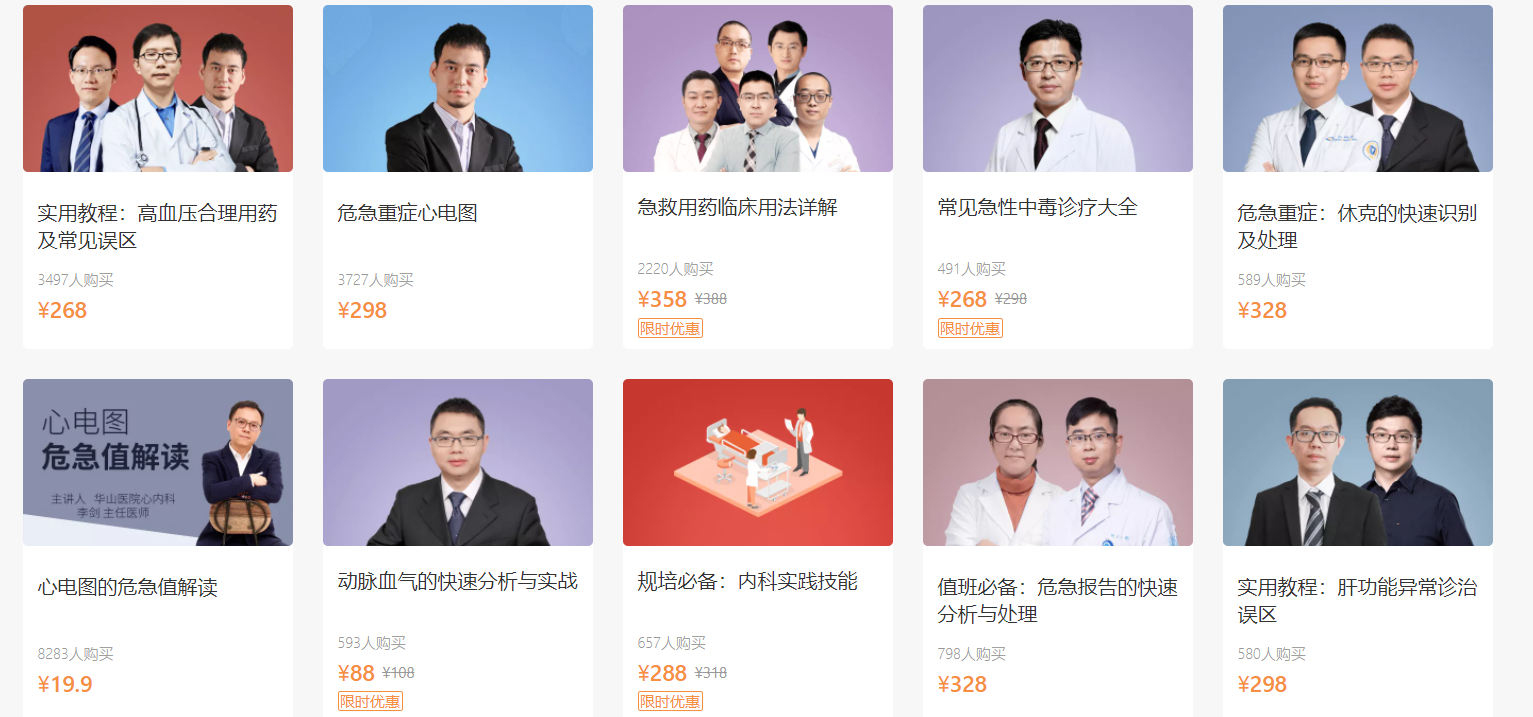 实用教程：高血压合理用药
及常见误区
3497人购买
¥268
危急重症心电图
3727人购买
¥298
急救用药临床用法详解
2220人购买
¥358 ¥388
限时优惠
常见急性中毒诊疗大全
491人购买
¥268 ¥298
限时优惠
危急重症：休克的快速识别
及处理
589人购买
¥328
心电图
危急值解读
主讲人 华山医院心内科
李剑 主任医师
心电图的危急值解读
8283人购买
¥19.9
动脉血气的快速分析与实战
593人购买
¥88 ¥108
限时优惠
规培必备：内科实践技能
657人购买
¥288 ¥318
限时优惠
值班必备：危急报告的快速
分析与处理
798人购买
¥328
实用教程：肝功能异常诊治
误区
580人购买
¥298